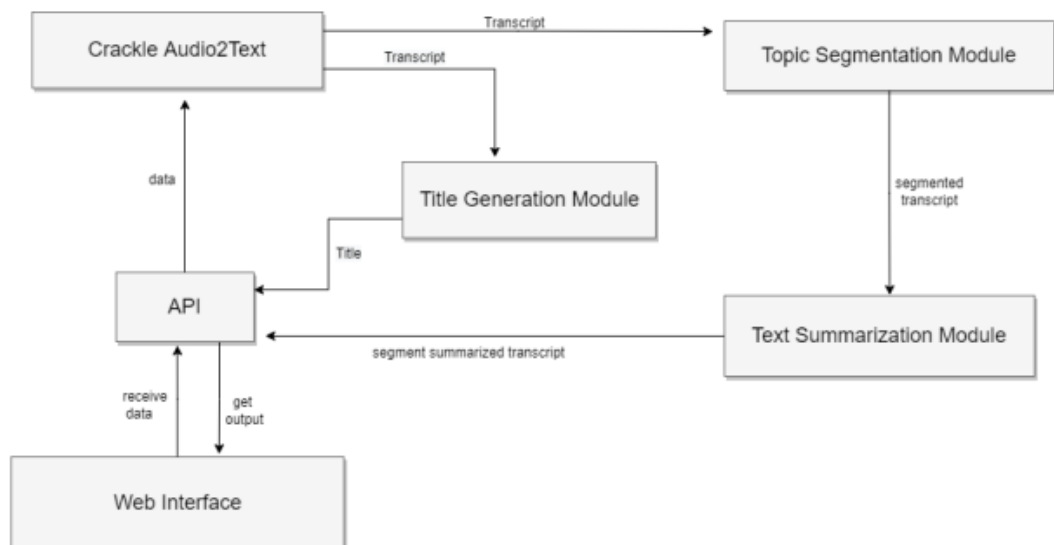 Transcript
Crackle Audio2Text
Topic Segmentation Module
Transcript
data
Title Generation Module
segmented
transcript
Title
API
Text Summarization Module
segment summarized transcript
receive
data
get
output
Web Interface